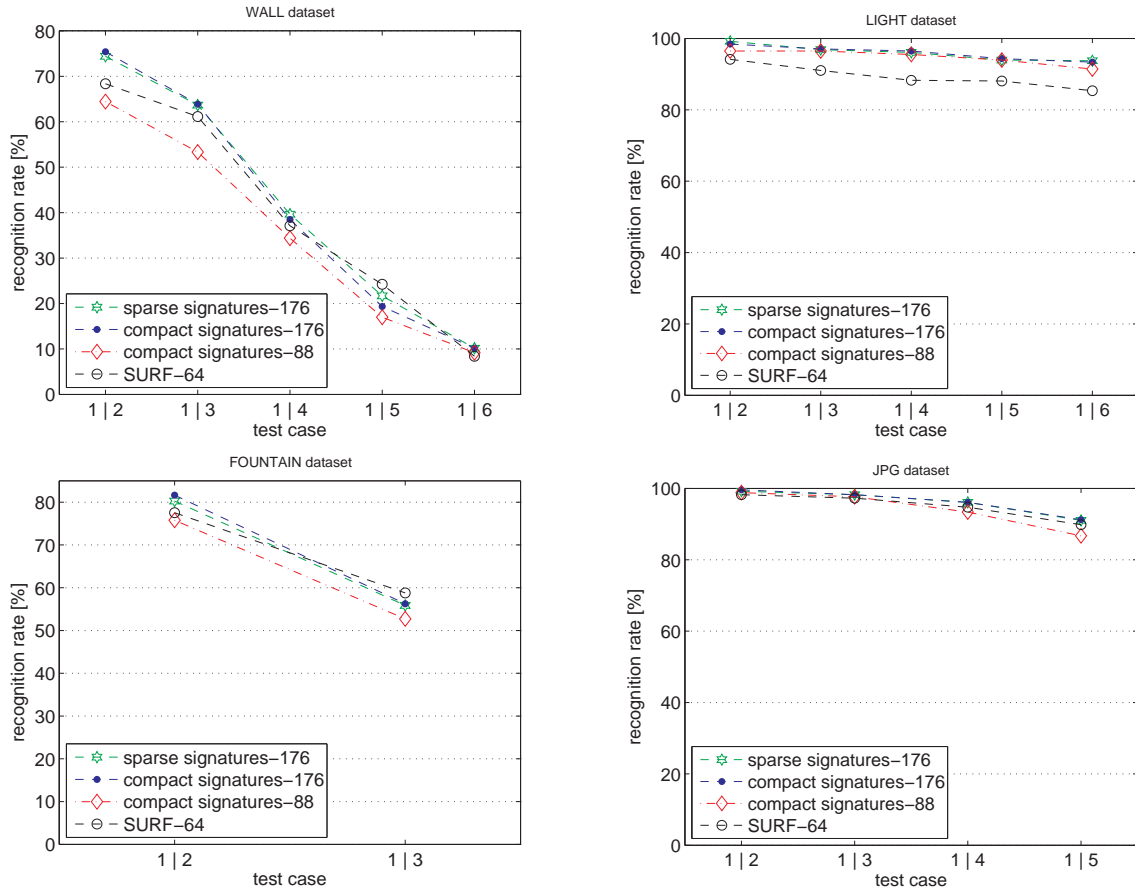 WALL dataset
80
70
60
50
40
30
20
10
0
recognition rate [%]
sparse signatures−176
compact signatures−176
compact signatures−88
SURF−64
1 | 2
1 | 3
1 | 4
1 | 5
1 | 6
test case
LIGHT dataset
100
80
60
40
20
0
recognition rate [%]
sparse signatures−176
compact signatures−176
compact signatures−88
SURF−64
1 | 2
1 | 3
1 | 4
1 | 5
1 | 6
test case
FOUNTAIN dataset
80
70
60
50
40
30
20
10
0
recognition rate [%]
sparse signatures−176
compact signatures−176
compact signatures−88
SURF−64
1 | 2
1 | 3
test case
JPG dataset
100
80
60
40
20
0
recognition rate [%]
sparse signatures−176
compact signatures−176
compact signatures−88
SURF−64
1 | 2
1 | 3
1 | 4
1 | 5
test case